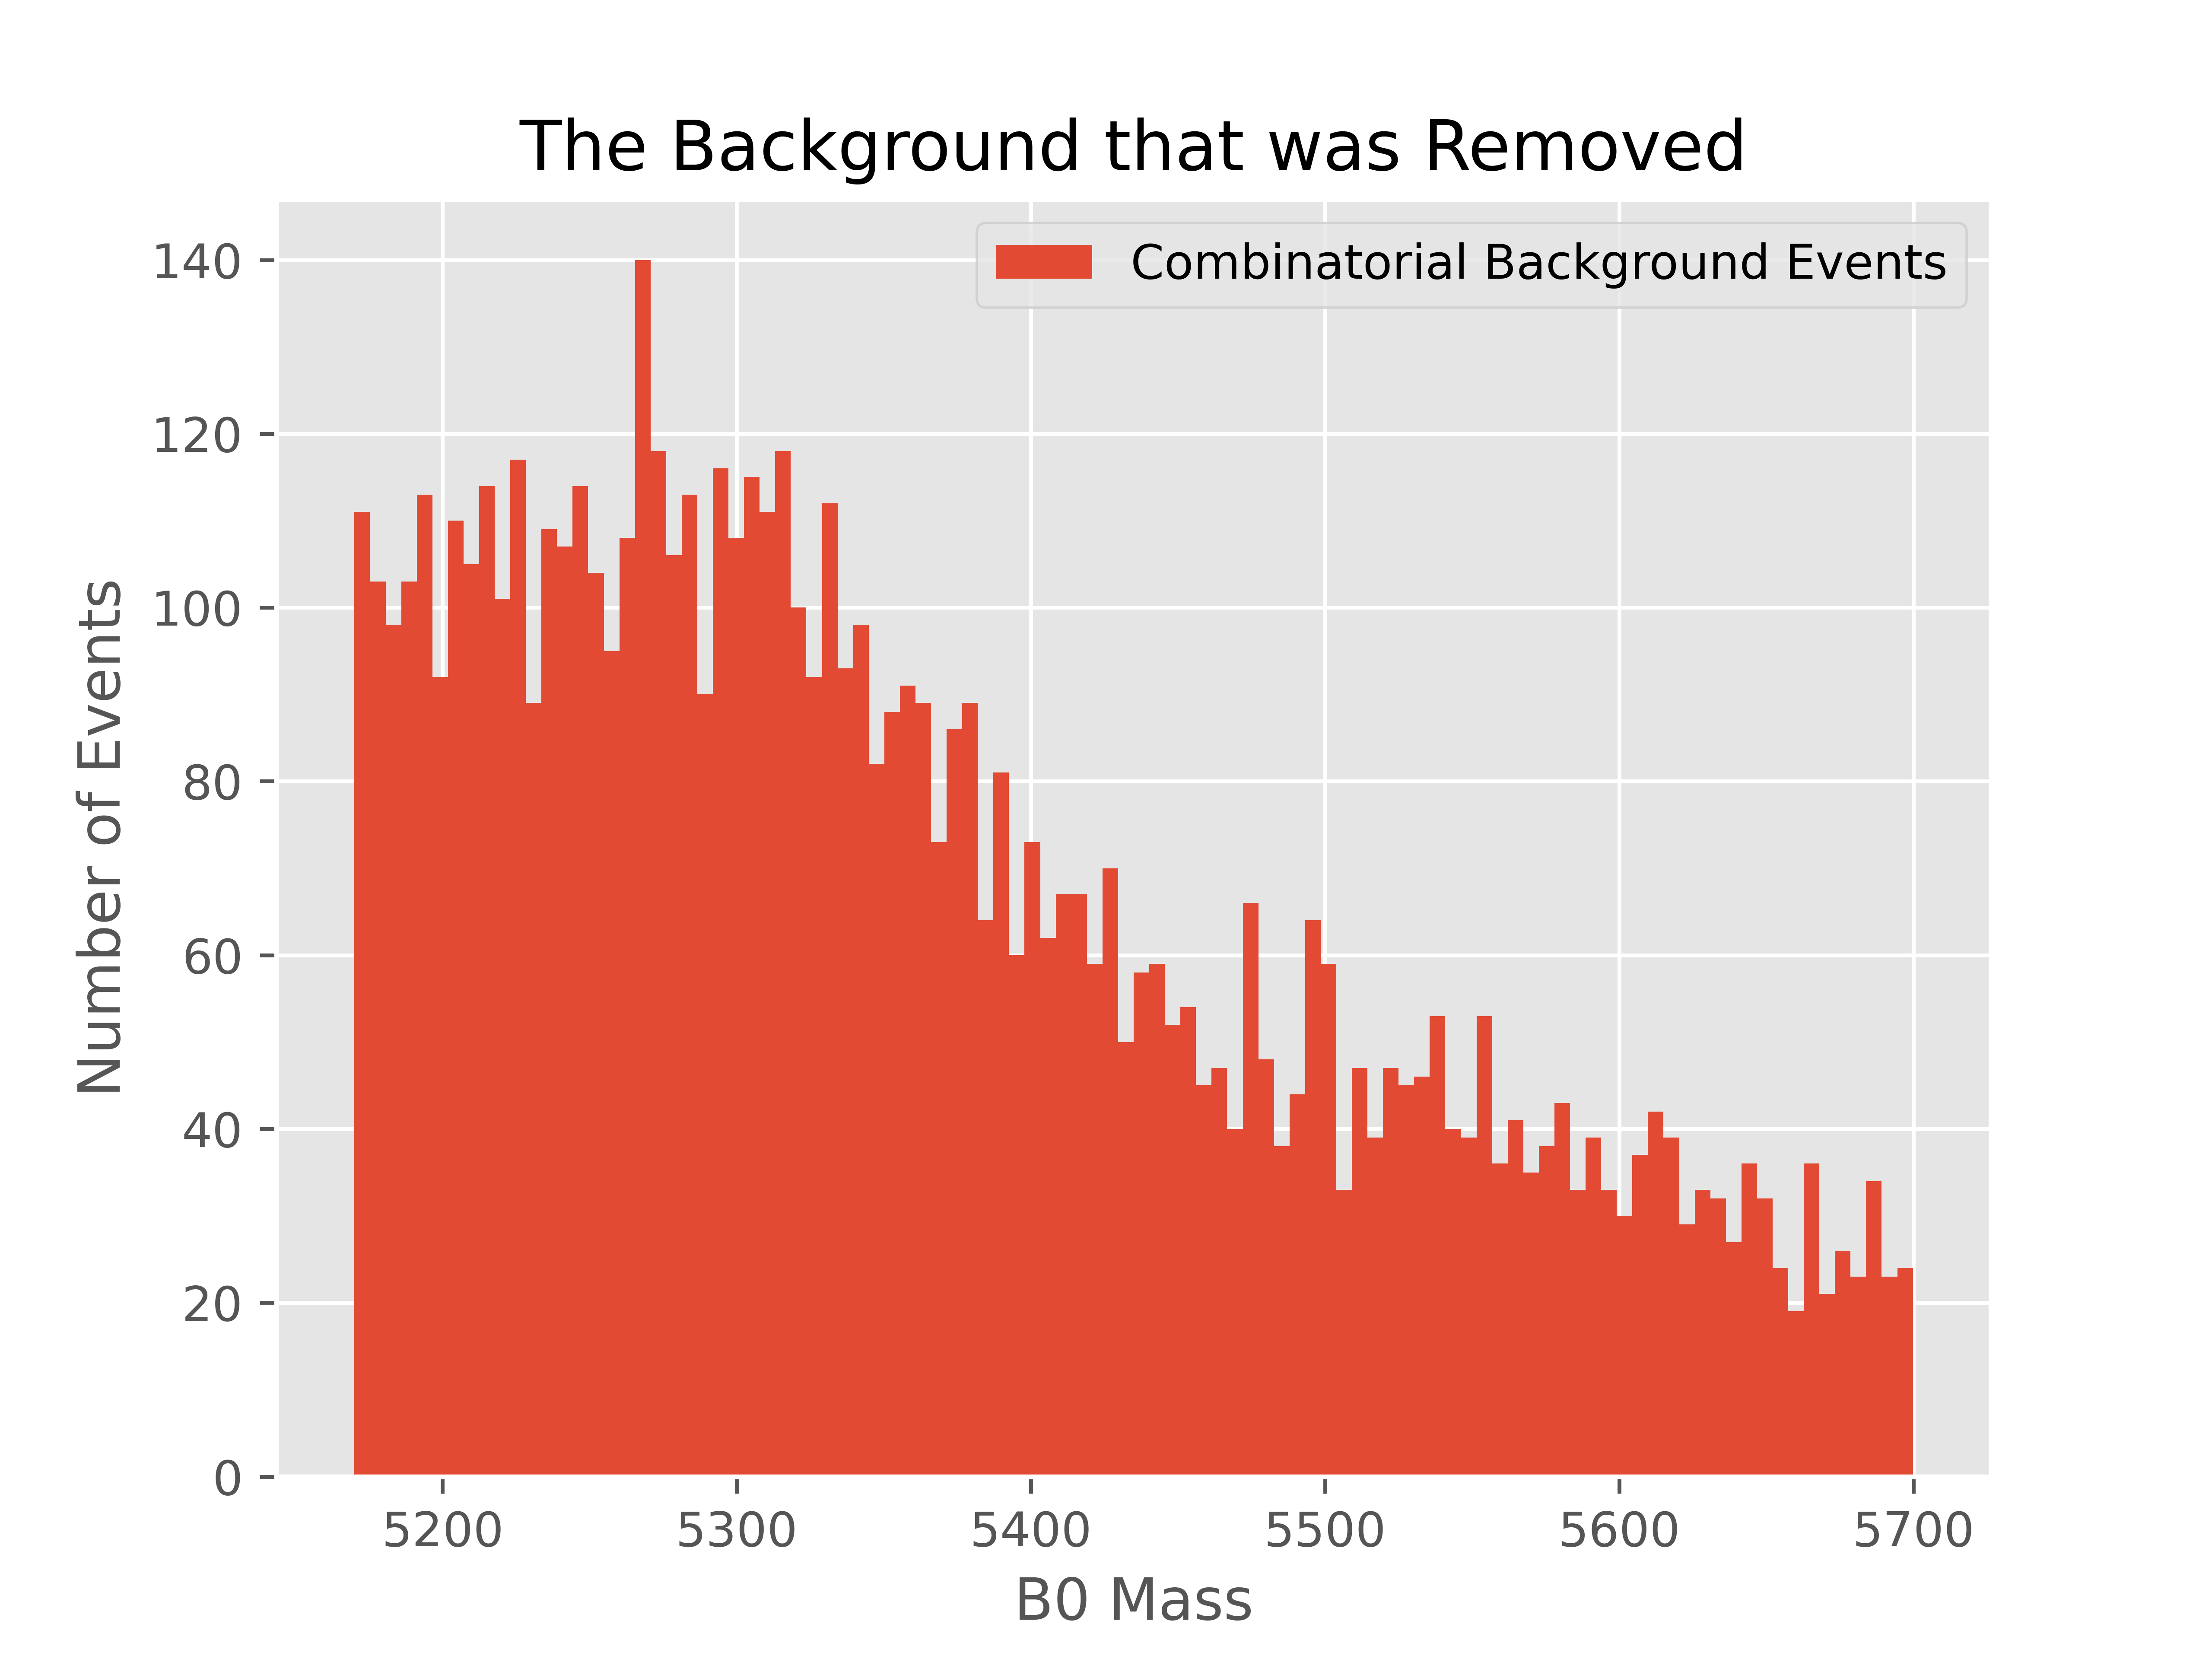 The Background that was Removed
Combinatorial Background Events
Number of Events
140
120
100
80
60
40
20
0
5200 5300 5400 5500 5600 5700
B0 Mass